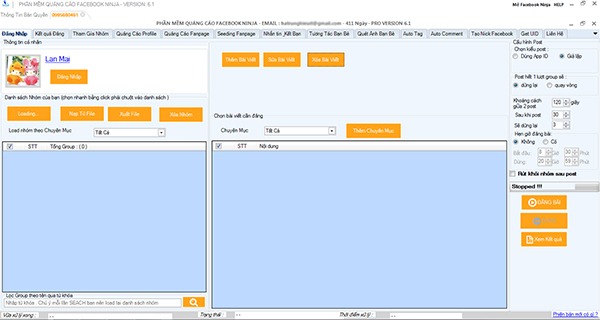 PHẦN MỀM QUẢNG CÁO FACEBOOK NINJA - VERSION 6.1
Thông Tin Bản Quyền
PHẦN MỀM QUẢNG CÁO FACEBOOK NINJA - EMAIL : - 411 Ngày - PRO VERSION 6.1
Mở Facebook Ninja HELP
Đăng Nhập Kết quả Đăng Tham Gia Nhóm Quảng Cáo Profile Quảng Cáo Fanpage Seeding Fanpage Nhắn tin ,Kết Bạn Tương Tác Bạn Bè Quét Ảnh Bạn Bè Auto Tag Auto Comment Tạo Nick Facebook Get UID Liên Hệ
Thông tin cá nhân
Lan Mai
Đăng Nhập
Danh sách Nhóm của bạn (chọn nhanh bằng click phải chuột vào danh sách )
Loading... Nạp Từ File Xuất File Xóa Nhóm
Load nhóm theo Chuyên Mục Tất Cả
STT Tổng Group : ( 0 )
Lọc Group theo tên qua từ khóa
Nhập từ khóa Chú ý mỗi lần SEACH bạn nên load lại danh sách nhóm
Thêm Bài Viết Sửa Bài Viết Xóa Bài Viết
Chọn bài viết cần đăng
Chuyên Mục Tất Cả Thêm Chuyên Mục
STT Nội dung
Cấu hình Post
Chọn kiểu post :
Dùng App ID Giả lập
Post hết 1 lượt group sẽ :
dừng lại quay vòng
Khoảng cách giữa 2 post 120 giây
Sau khi post 30
Sẽ dừng lại 3
Hẹn giờ đăng bài:
Không Có
Bắt đầu: 8 Giờ 30 Phút
Dừng: 20 Giờ 59 Phút
Rút khỏi nhóm sau post
Stopped !!!
ĐĂNG BÀI
Xem Kết quả
Vừa xử lý xong : -- Trạng thái : -- Thời điểm xử lý : --
Phiên bản mới có gì ?